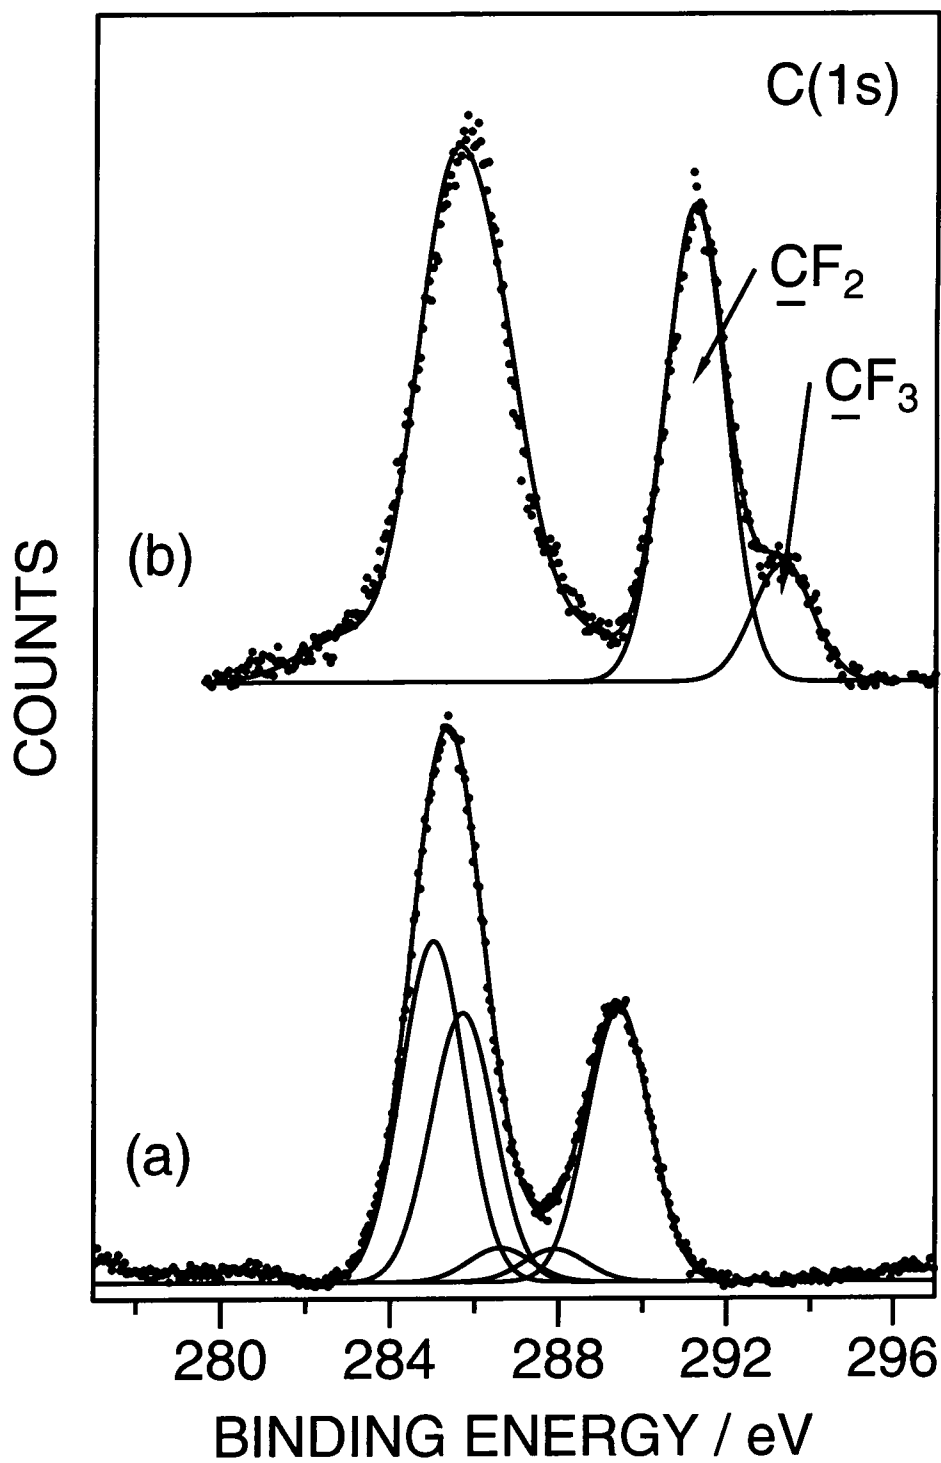 C(1s)
CF₂
CF₃
(b)
COUNTS
(a)
280 284 288 292 296
BINDING ENERGY / eV